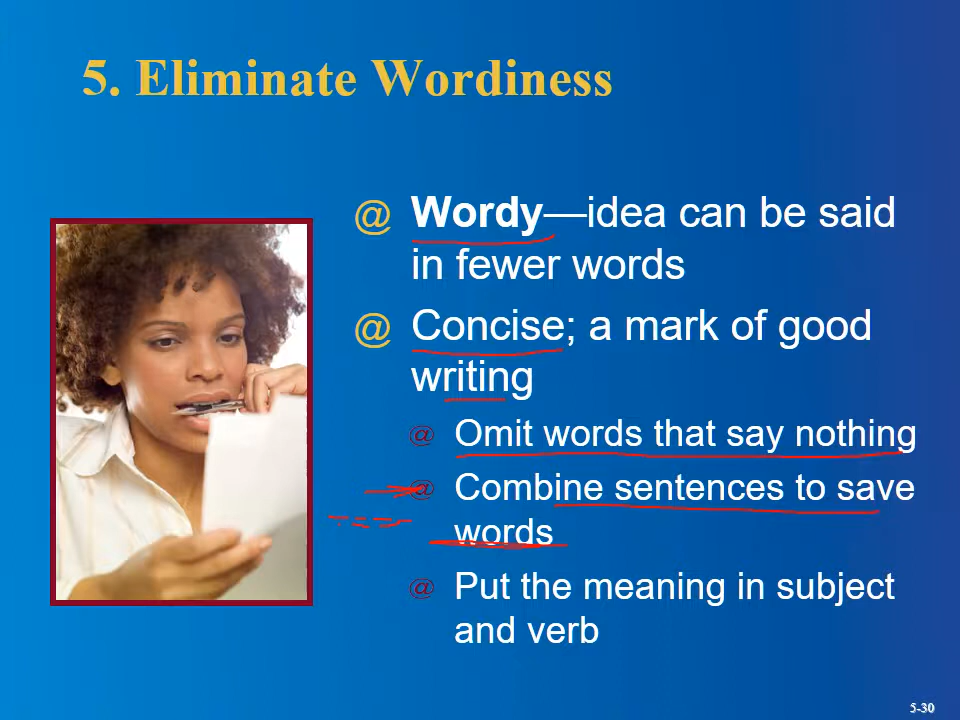 5. Eliminate Wordiness
@ Wordy—idea can be said
in fewer words
@ Concise; a mark of good
writing
@ Omit words that say nothing
@ Combine sentences to save
words
@ Put the meaning in subject
and verb
5-30